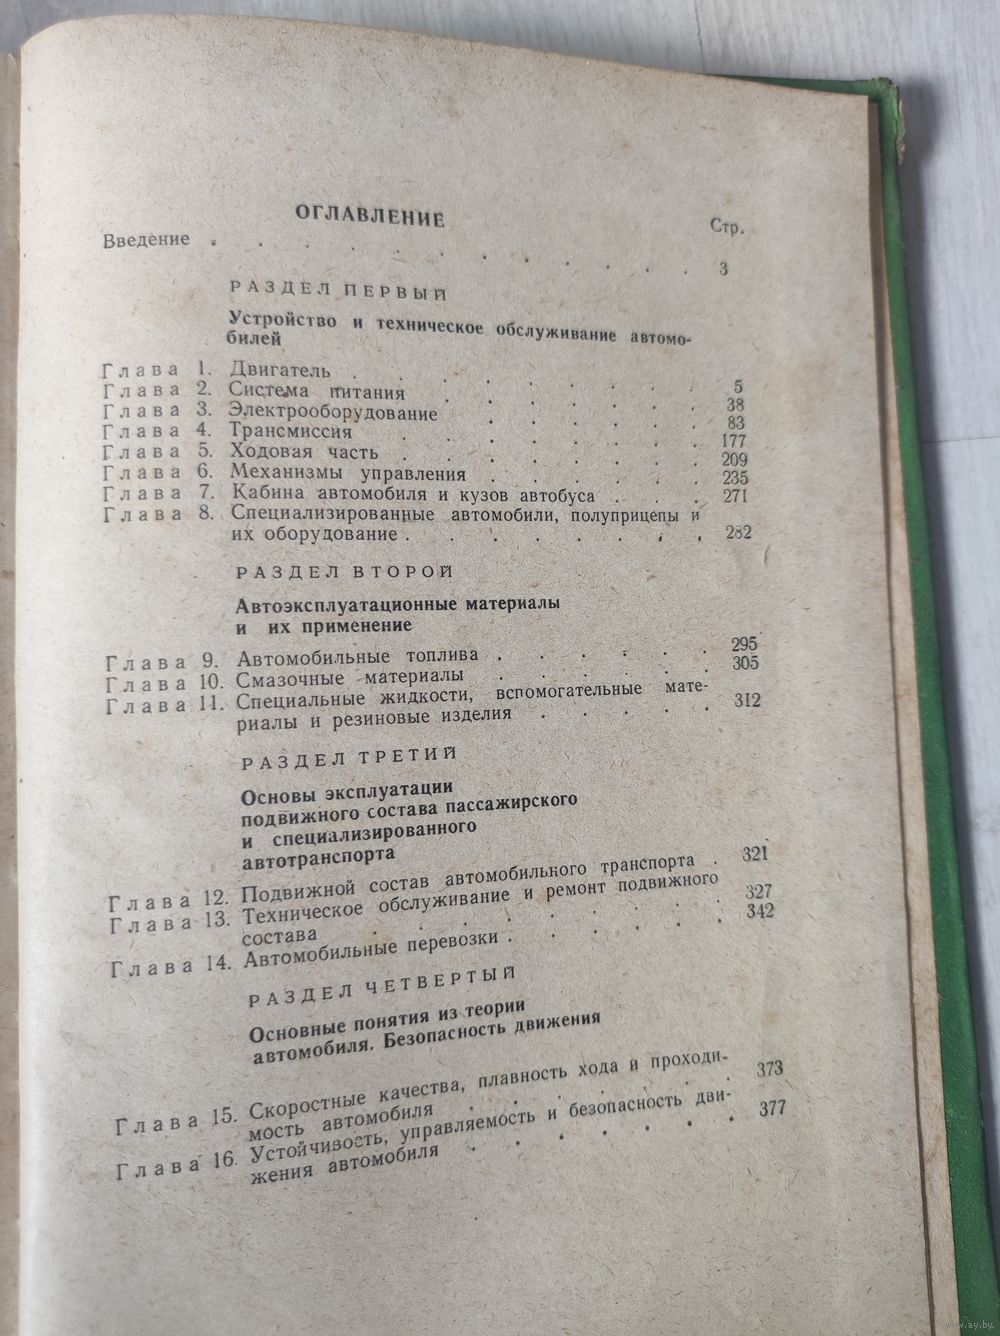 ОГЛАВЛЕНИЕ
Стр.
Введение . . . . . . . . . . . . 3
РАЗДЕЛ ПЕРВЫЙ
Устройство и техническое обслуживание автомо-
билей
Глава 1. Двигатель . . . . . . . . . 5
Глава 2. Система питания . . . . . . . 38
Глава 3. Электрооборудование . . . . . . 83
Глава 4. Трансмиссия . . . . . . . . 177
Глава 5. Ходовая часть . . . . . . . . 209
Глава 6. Механизмы управления . . . . . . 235
Глава 7. Кабина автомобиля и кузов автобуса . . . 271
Глава 8. Специализированные автомобили, полуприцепы и
их оборудование . . . . . . . . 282
РАЗДЕЛ ВТОРОЙ
Автоэксплуатационные материалы
и их применение
Глава 9. Автомобильные топлива . . . . . . 295
Глава 10. Смазочные материалы . . . . . . 305
Глава 11. Специальные жидкости, вспомогательные мате-
риалы и резиновые изделия . . . . . 312
РАЗДЕЛ ТРЕТИЙ
Основы эксплуатации
подвижного состава пассажирского
и специализированного
автотранспорта
Глава 12. Подвижной состав автомобильного транспорта . 321
Глава 13. Техническое обслуживание и ремонт подвижного
состава . . . . . . . . . 327
Глава 14. Автомобильные перевозки . . . . . . 342
РАЗДЕЛ ЧЕТВЕРТЫЙ
Основные понятия из теории
автомобиля. Безопасность движения
Глава 15. Скоростные качества, плавность хода и проходи-
мость автомобиля . . . . . . . 373
Глава 16. Устойчивость, управляемость и безопасность дви-
жения автомобиля . . . . . . . 377
www.ay.by